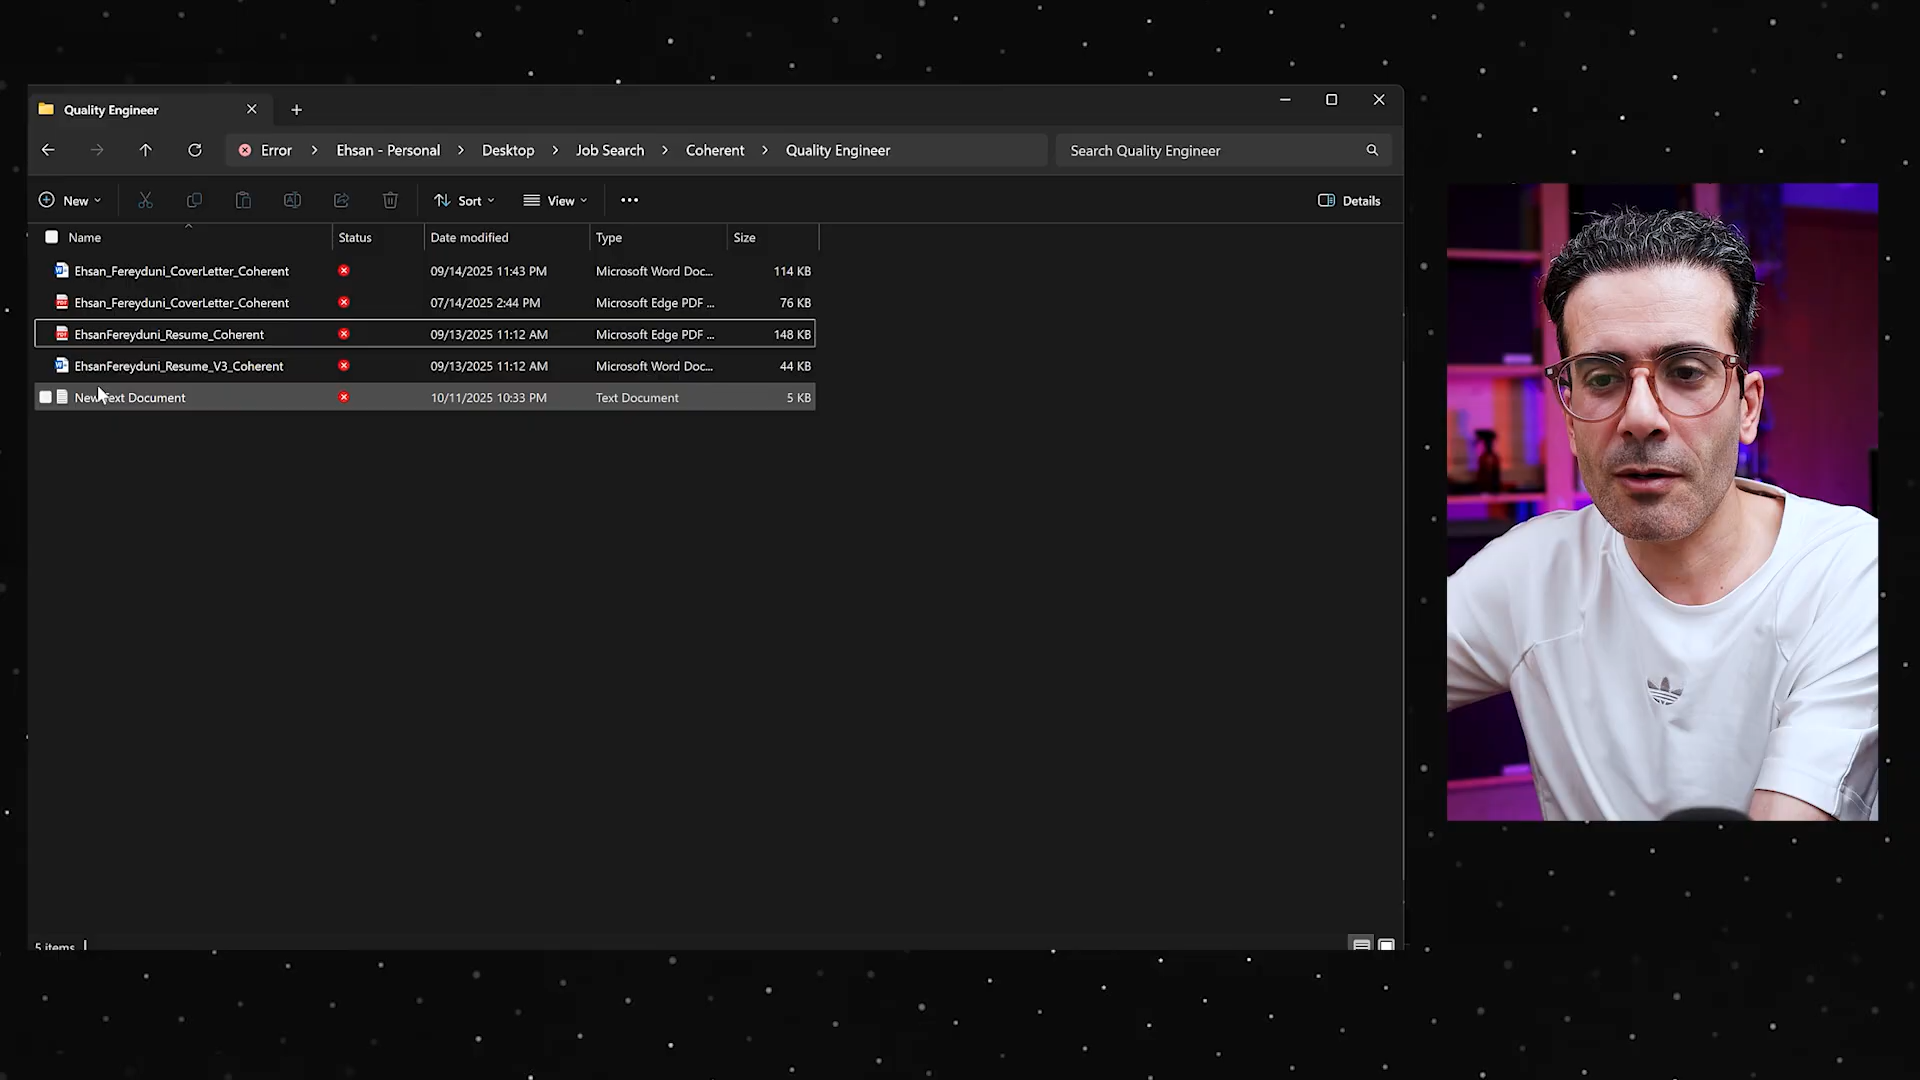 Quality Engineer
Error > Ehsan - Personal > Desktop > Job Search > Coherent > Quality Engineer
Search Quality Engineer
New Sort View ... Details
Name Status Date modified Type Size
Ehsan_Fereyduni_CoverLetter_Coherent 09/14/2025 11:43 PM Microsoft Word Doc... 114 KB
Ehsan_Fereyduni_CoverLetter_Coherent 07/14/2025 2:44 PM Microsoft Edge PDF ... 76 KB
EhsanFereyduni_Resume_Coherent 09/13/2025 11:12 AM Microsoft Edge PDF ... 148 KB
EhsanFereyduni_Resume_V3_Coherent 09/13/2025 11:12 AM Microsoft Word Doc... 44 KB
New Text Document 10/11/2025 10:33 PM Text Document 5 KB
5 items